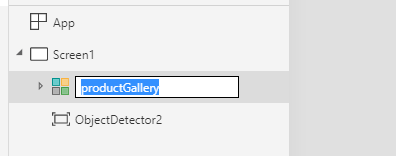 App
Screen1
productGallery
ObjectDetector2